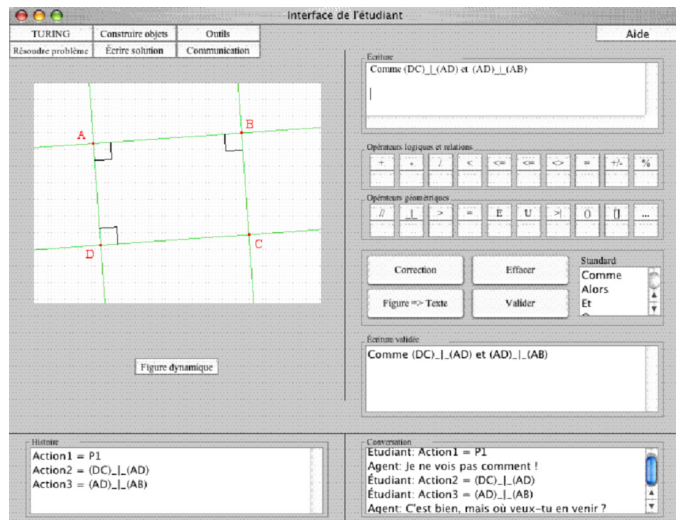 Interface de l'étudiant
TURING Construire objets Outils
Résoudre problème Écrire solution Communication
Aide
Ecriture
Comme (DC)_|_(AD) et (AD)_|_(AB)
A
B
C
D
Figure dynamique
Opérateurs logiques et relations
+ - / < <= <= <> = +/- %
Opérateurs géométriques
// _|_ > = E U >| () [] ...
Correction Effacer
Figure => Texte Valider
Standard
Comme
Alors
Et
Écriture validée
Comme (DC)_|_(AD) et (AD)_|_(AB)
Histoire
Action1 = P1
Action2 = (DC)_|_(AD)
Action3 = (AD)_|_(AB)
Conversation
Étudiant: Action1 = P1
Agent: Je ne vois pas comment !
Étudiant: Action2 = (DC)_|_(AD)
Étudiant: Action3 = (AD)_|_(AB)
Agent: C'est bien, mais où veux-tu en venir ?